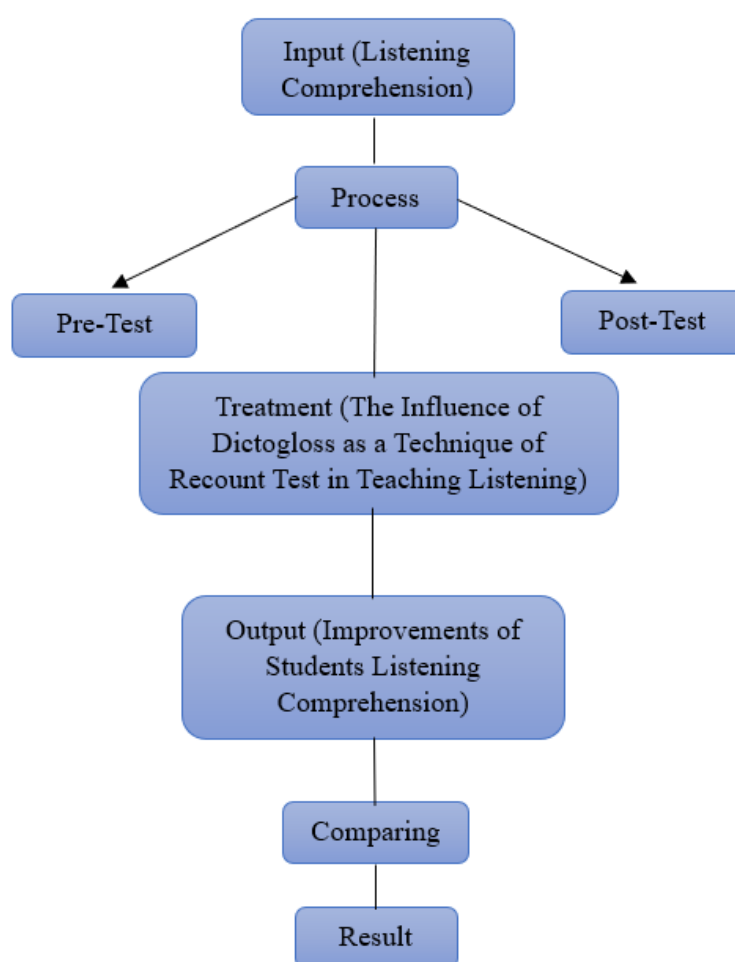 Input (Listening
Comprehension)
Process
Pre-Test
Post-Test
Treatment (The Influence of
Dictogloss as a Technique of
Recount Test in Teaching Listening)
Output (Improvements of
Students Listening
Comprehension)
Comparing
Result